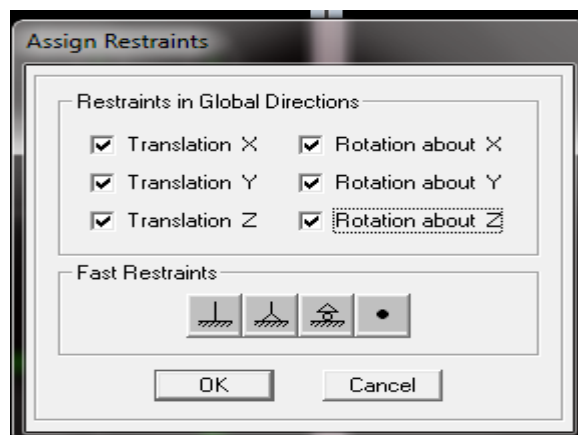 Assign Restraints
Restraints in Global Directions
Translation X Rotation about X
Translation Y Rotation about Y
Translation Z Rotation about Z
Fast Restraints
OK Cancel